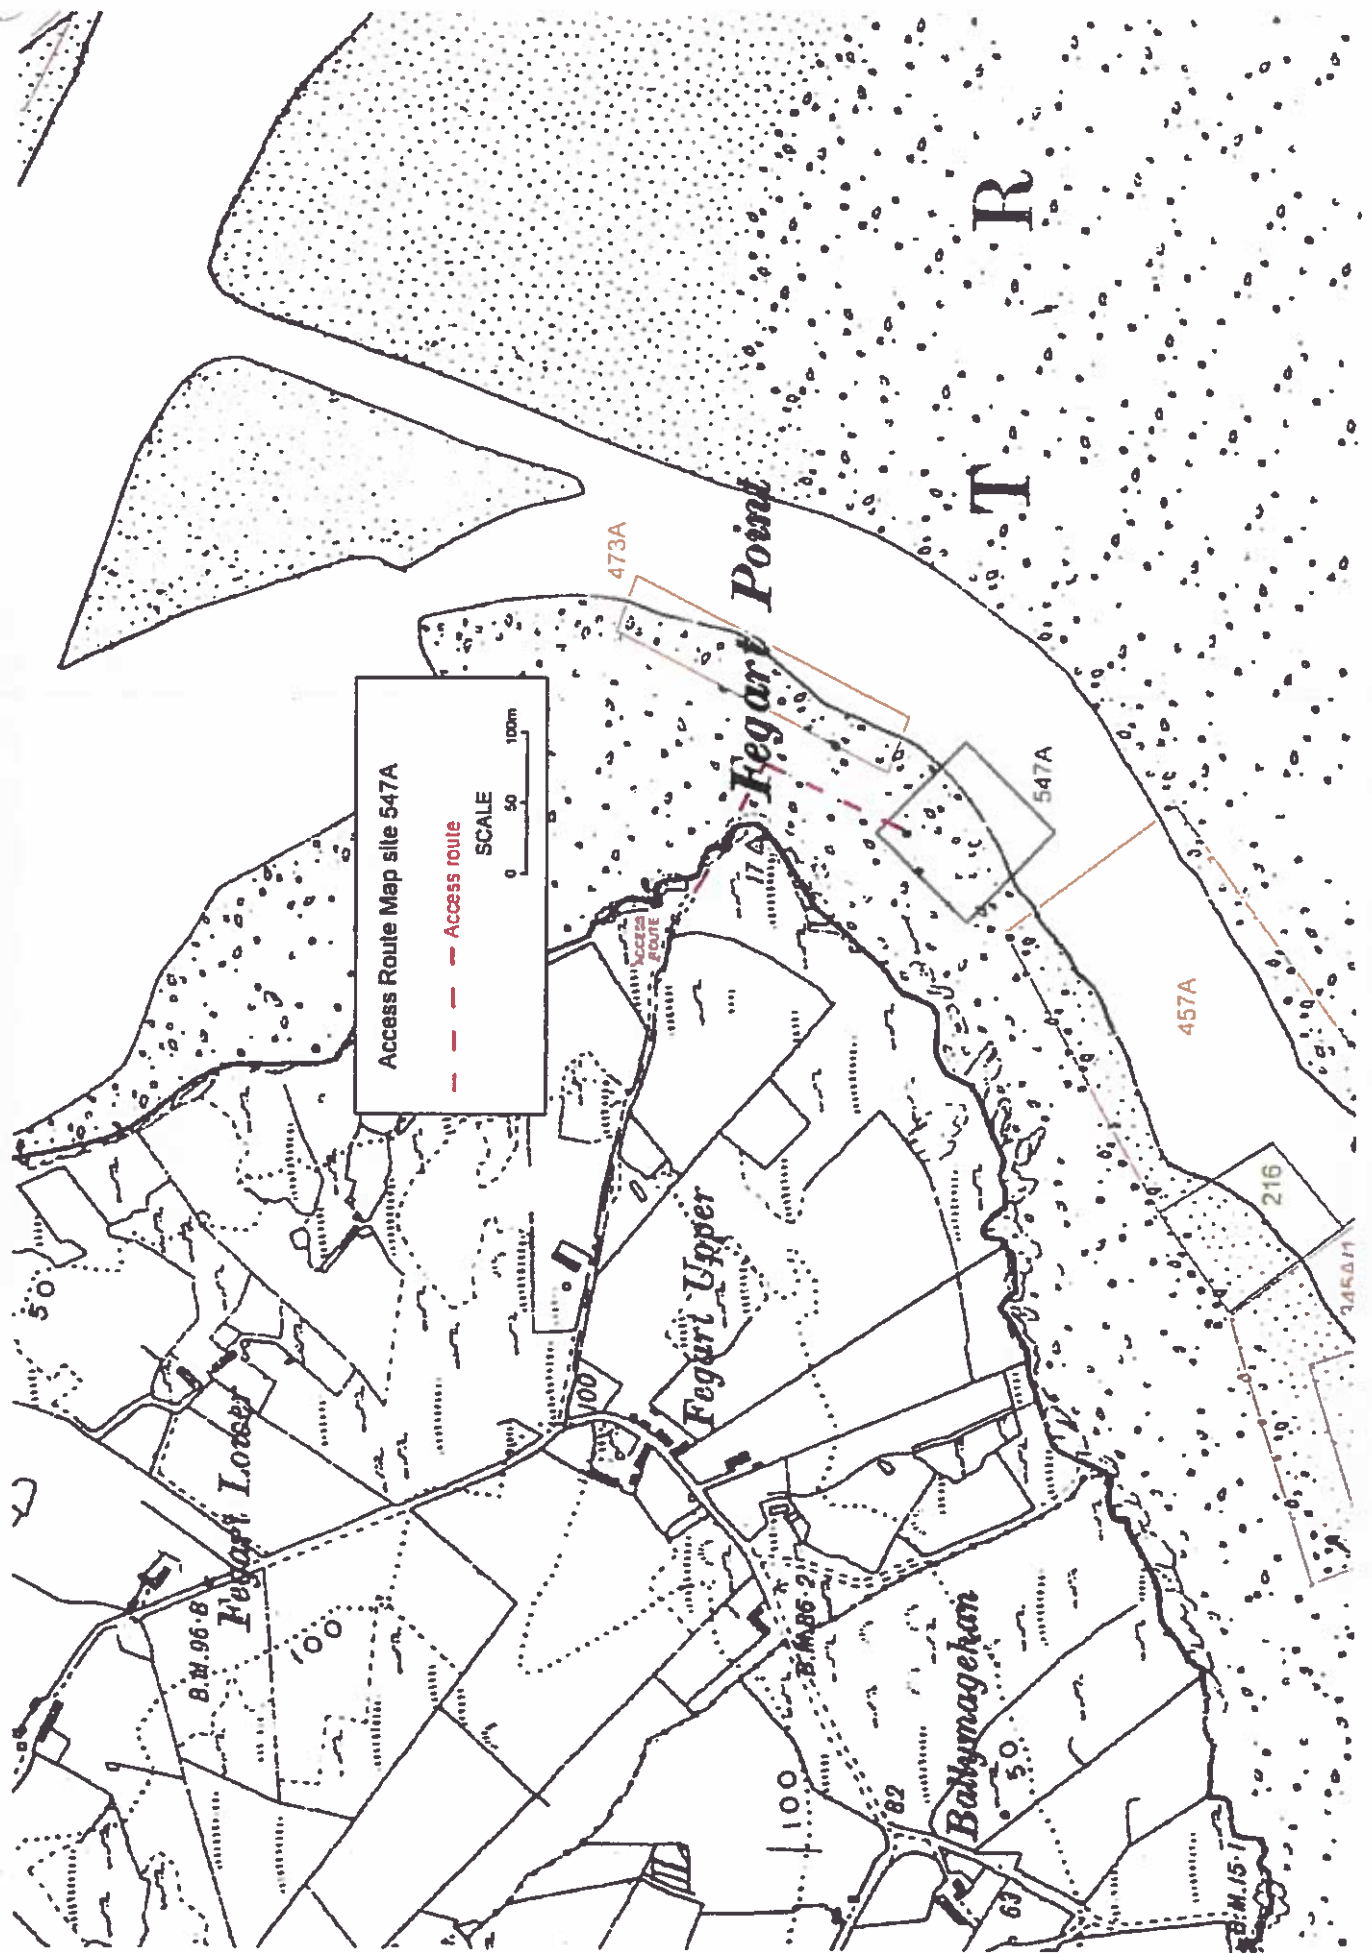 Access Route Map site 547A
Access route
SCALE
0 50 100m
473A
Fegart Point
T R
547A
457A
216
ACCESS
ROUTE
17
50
Fegart Lower
B.M.96·8
100
100
Fegart Upper
B.M.86·2
Ballymagehan
50
100
82
63
B.M.15·1